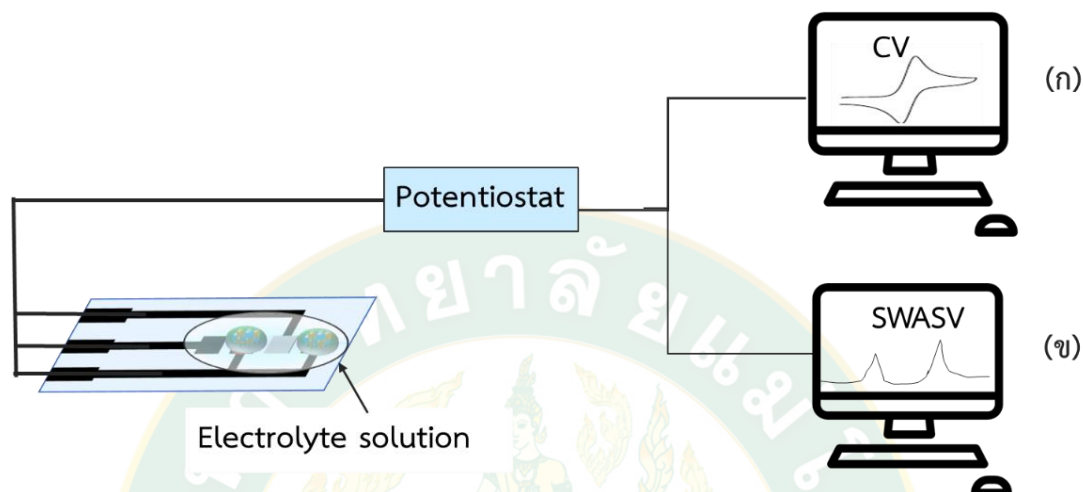 CV
(ก)
Potentiostat
SWASV
(ข)
Electrolyte solution